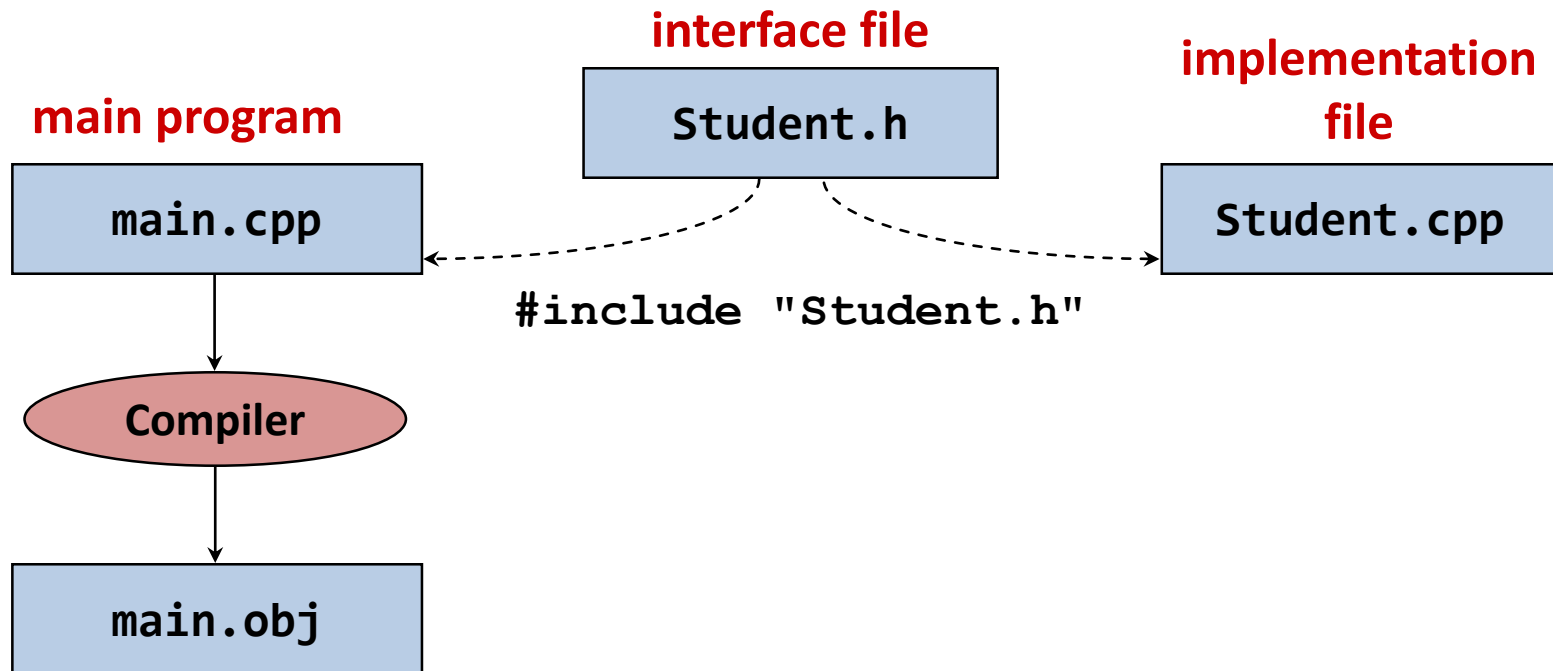 interface file
Student.h
implementation
file
main program
main.cpp
Student.cpp
#include "Student.h"
Compiler
main.obj